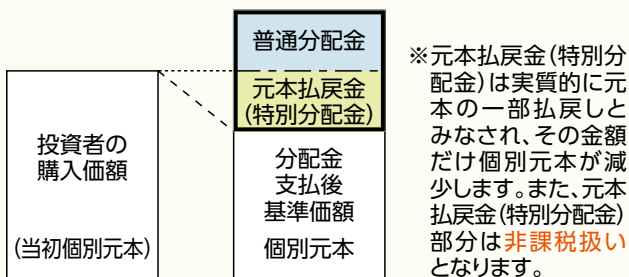 投資者の
購入価額
(当初個別元本)
普通分配金
元本払戻金
(特別分配金)
分配金
支払後
基準価額
個別元本
※元本払戻金(特別分
配金)は実質的に元
本の一部払戻しと
みなされ、その金額
だけ個別元本が減
少します。また、元本
払戻金(特別分配金)
部分は非課税扱い
となります。